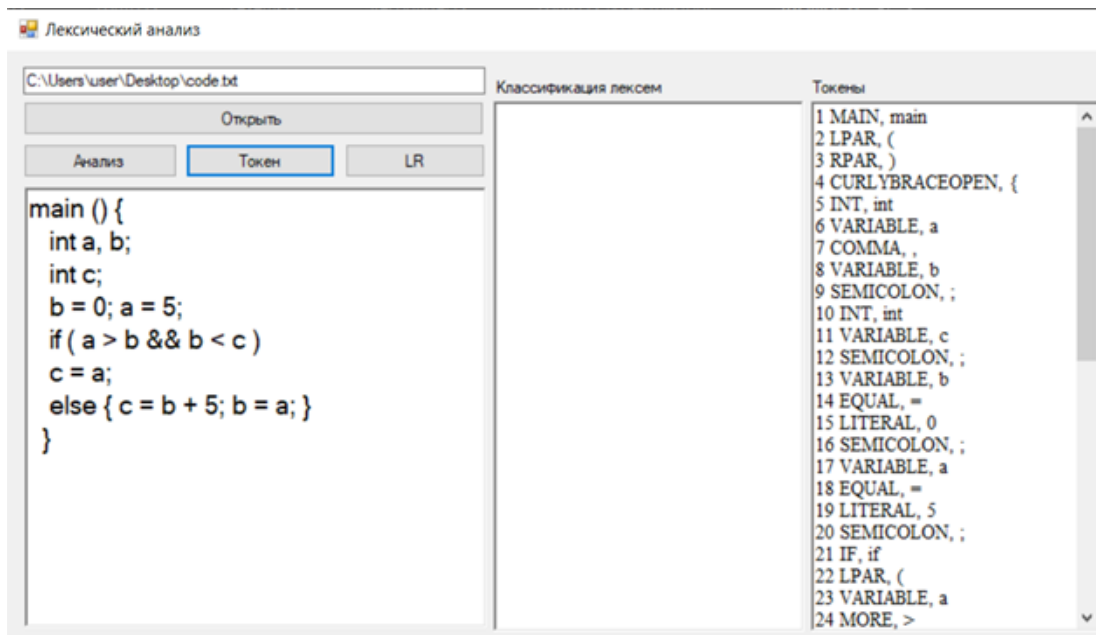 Лексический анализ
C:\Users\user\Desktop\code.txt
Открыть
Анализ Токен LR
main () {
int a, b;
int c;
b = 0; a = 5;
if ( a > b && b < c )
c = a;
else { c = b + 5; b = a; }
}
Классификация лексем
Токены
1 MAIN, main
2 LPAR, (
3 RPAR, )
4 CURLYBRACEOPEN, {
5 INT, int
6 VARIABLE, a
7 COMMA, ,
8 VARIABLE, b
9 SEMICOLON, ;
10 INT, int
11 VARIABLE, c
12 SEMICOLON, ;
13 VARIABLE, b
14 EQUAL, =
15 LITERAL, 0
16 SEMICOLON, ;
17 VARIABLE, a
18 EQUAL, =
19 LITERAL, 5
20 SEMICOLON, ;
21 IF, if
22 LPAR, (
23 VARIABLE, a
24 MORE, >